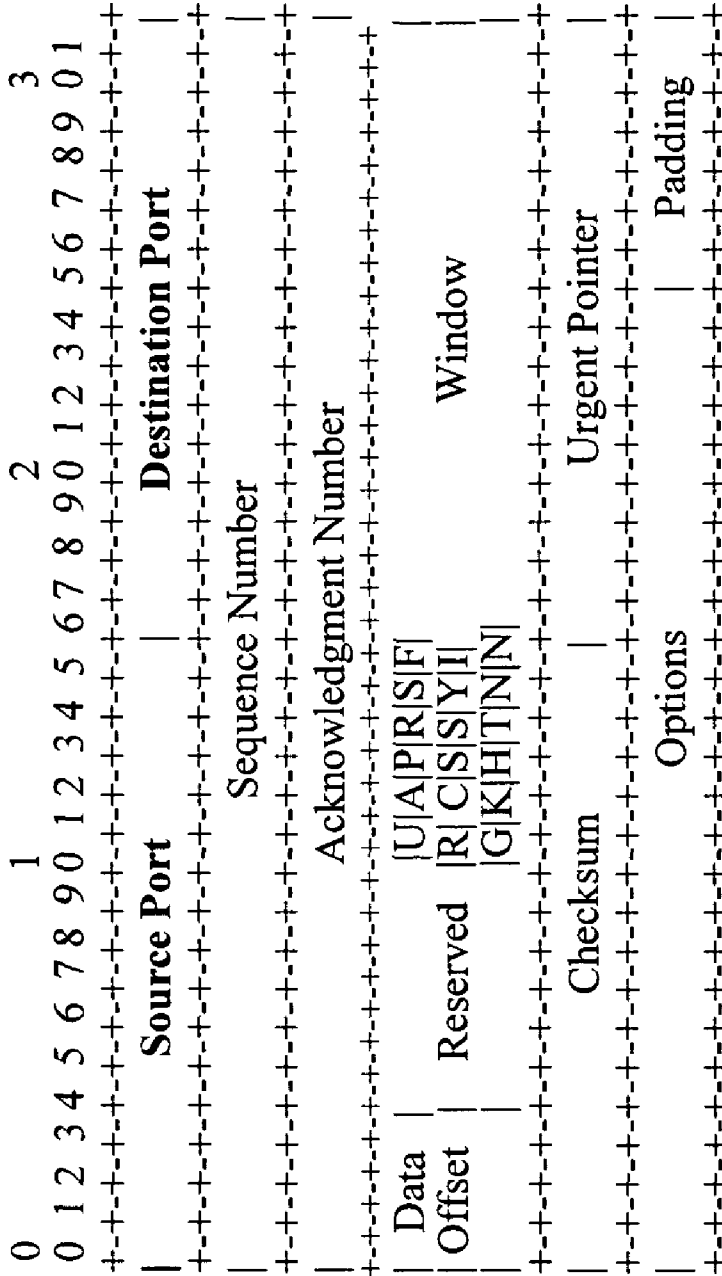 0 1 2 3
0 1 2 3 4 5 6 7 8 9 0 1 2 3 4 5 6 7 8 9 0 1 2 3 4 5 6 7 8 9 0 1
+-+-+-+-+-+-+-+-+-+-+-+-+-+-+-+-+-+-+-+-+-+-+-+-+-+-+-+-+-+-+-+-+
| Source Port | Destination Port |
+-+-+-+-+-+-+-+-+-+-+-+-+-+-+-+-+-+-+-+-+-+-+-+-+-+-+-+-+-+-+-+-+
| Sequence Number |
+-+-+-+-+-+-+-+-+-+-+-+-+-+-+-+-+-+-+-+-+-+-+-+-+-+-+-+-+-+-+-+-+
| Acknowledgment Number |
+-+-+-+-+-+-+-+-+-+-+-+-+-+-+-+-+-+-+-+-+-+-+-+-+-+-+-+-+-+-+-+-+
| Data | |U|A|P|R|S|F| |
| Offset | Reserved |R| C|S|S|Y|I| Window |
| | |G|K|H|T|N|N| |
+-+-+-+-+-+-+-+-+-+-+-+-+-+-+-+-+-+-+-+-+-+-+-+-+-+-+-+-+-+-+-+-+
| Checksum | Urgent Pointer |
+-+-+-+-+-+-+-+-+-+-+-+-+-+-+-+-+-+-+-+-+-+-+-+-+-+-+-+-+-+-+-+-+
| Options | Padding |
+-+-+-+-+-+-+-+-+-+-+-+-+-+-+-+-+-+-+-+-+-+-+-+-+-+-+-+-+-+-+-+-+